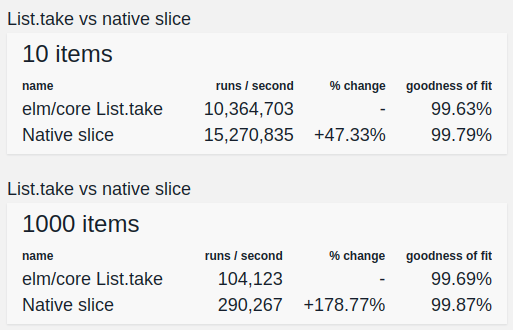 List.take vs native slice
10 items
name runs / second % change goodness of fit
elm/core List.take 10,364,703 - 99.63%
Native slice 15,270,835 +47.33% 99.79%
List.take vs native slice
1000 items
name runs / second % change goodness of fit
elm/core List.take 104,123 - 99.69%
Native slice 290,267 +178.77% 99.87%